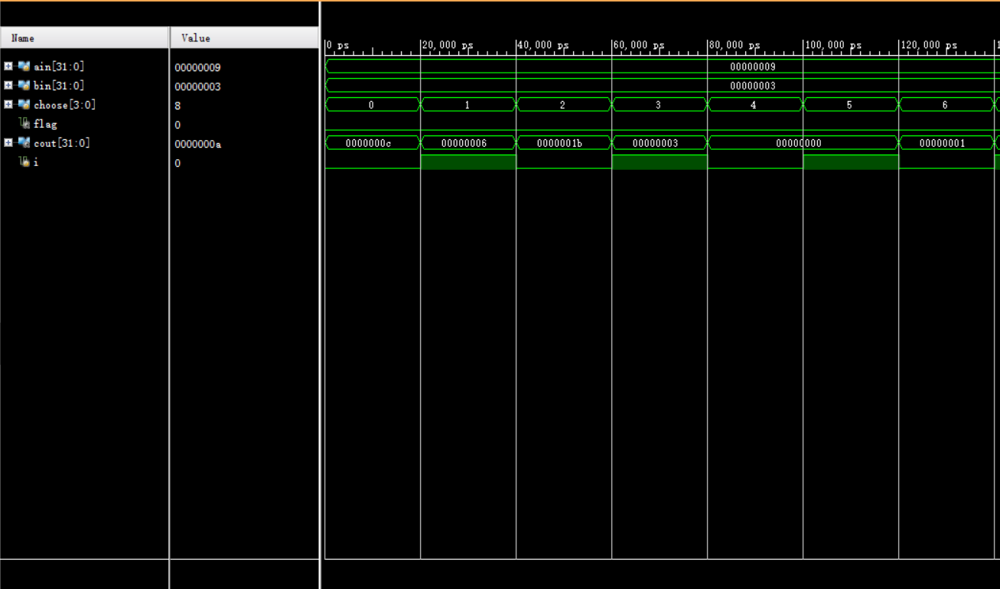 Name Value
0 ps 20,000 ps 40,000 ps 60,000 ps 80,000 ps 100,000 ps 120,000 ps 1
ain[31:0] 00000009 00000009
bin[31:0] 00000003 00000003
choose[3:0] 8 0 1 2 3 4 5 6
flag 0
cout[31:0] 0000000a 0000000c 00000006 0000001b 00000003 00000000 00000001
i 0